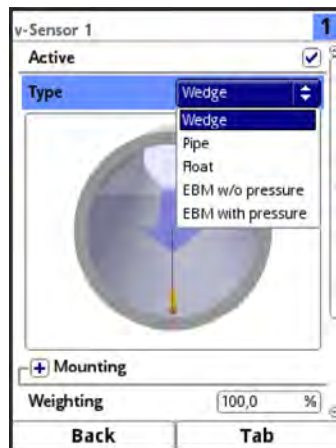 v-Sensor 1
1
Active
Type
Wedge
Wedge
Pipe
Float
EBM w/o pressure
EBM with pressure
Mounting
Weighting
100,0 %
Back
Tab